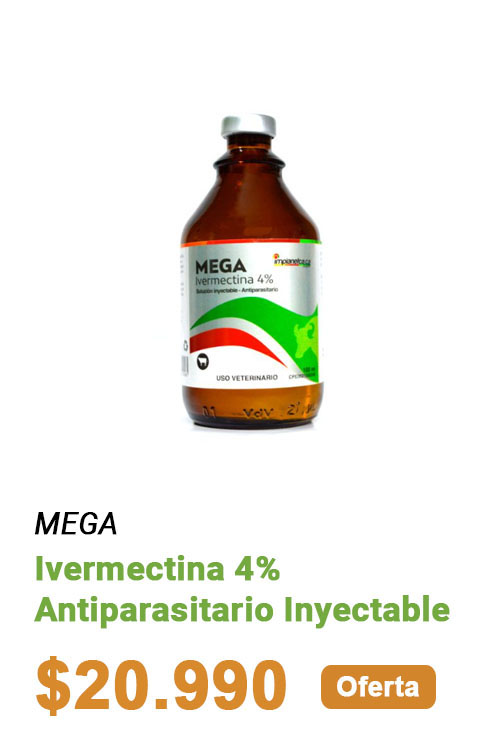 MEGA
Ivermectina 4%
Solución inyectable - Antiparasitario
USO VETERINARIO
MEGA
Ivermectina 4%
Antiparasitario Inyectable
$20.990 Oferta